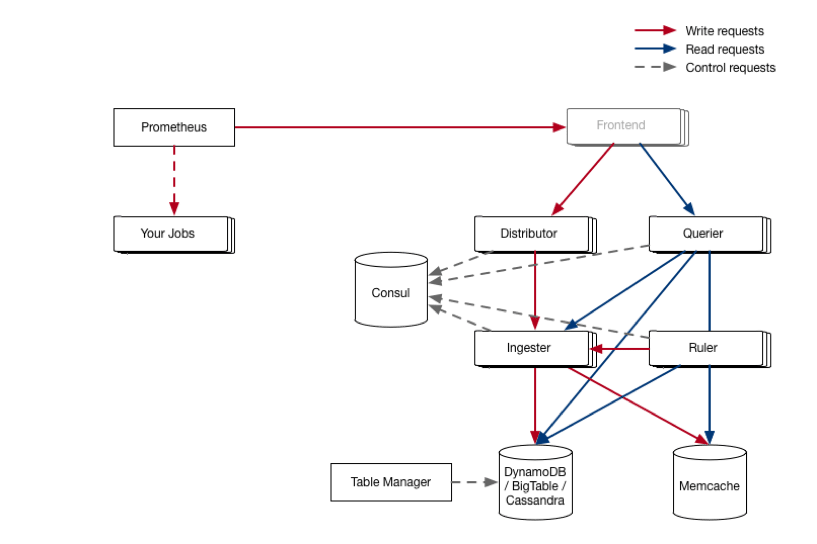 Write requests
Read requests
Control requests
Prometheus
Frontend
Your Jobs
Distributor
Querier
Consul
Ingester
Ruler
Table Manager
DynamoDB
/ BigTable /
Cassandra
Memcache